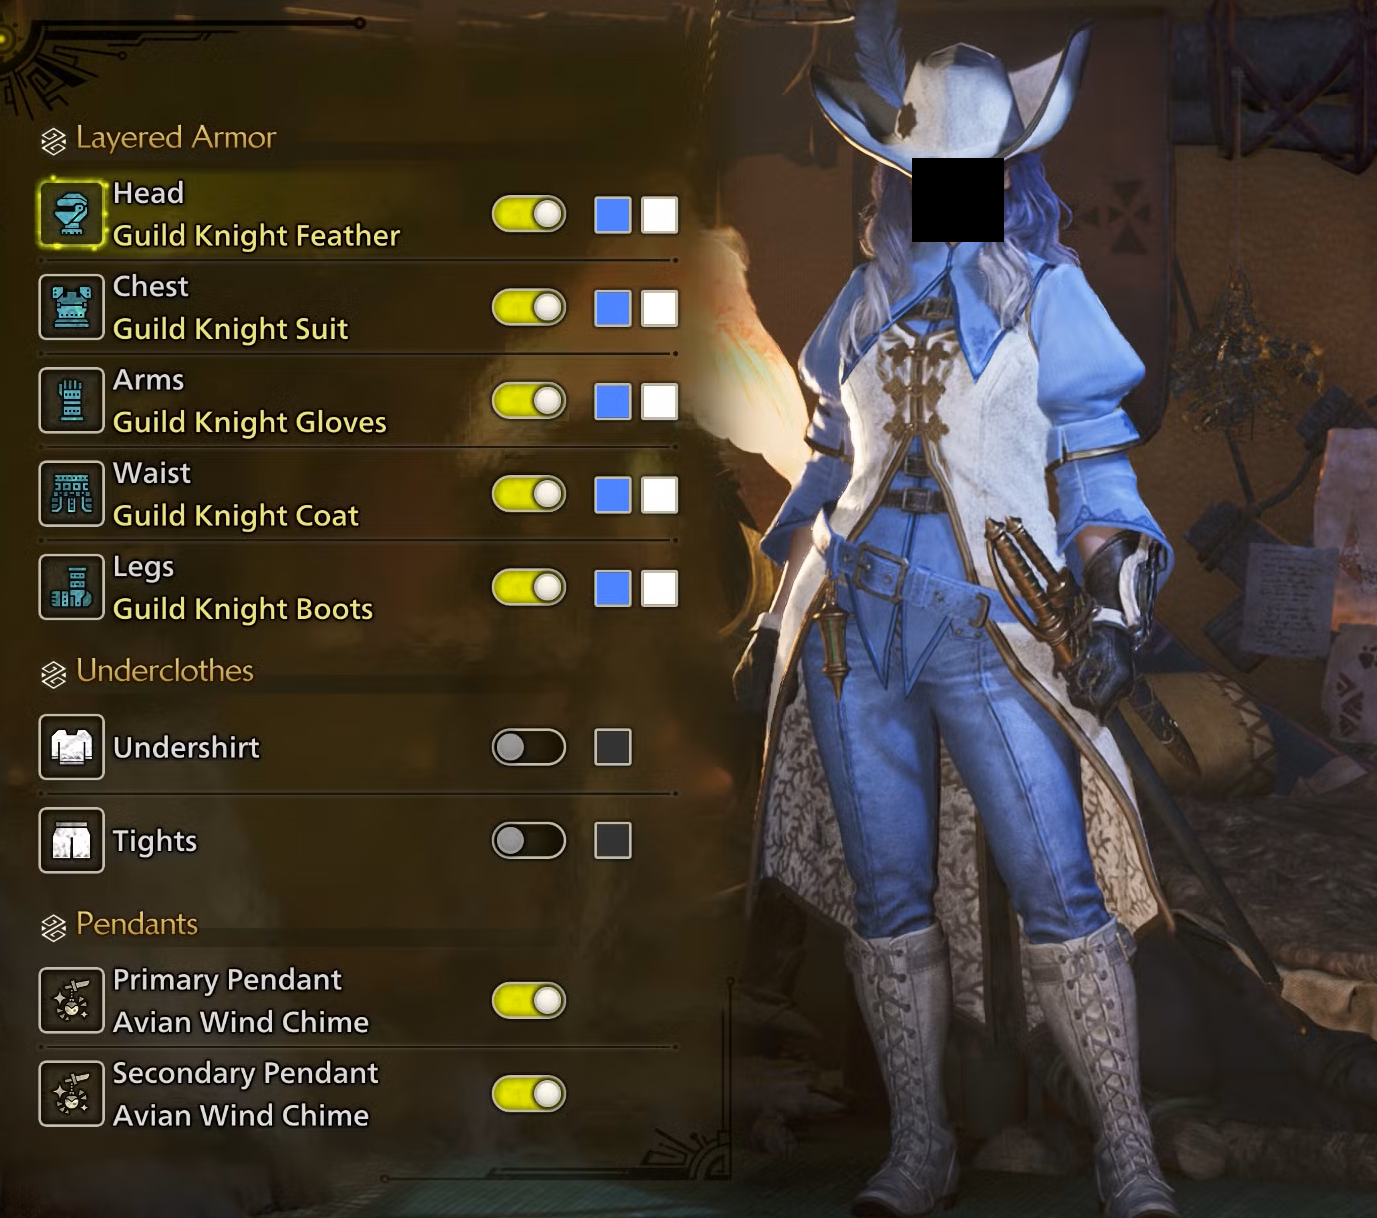 Layered Armor
Head
Guild Knight Feather
Chest
Guild Knight Suit
Arms
Guild Knight Gloves
Waist
Guild Knight Coat
Legs
Guild Knight Boots
Underclothes
Undershirt
Tights
Pendants
Primary Pendant
Avian Wind Chime
Secondary Pendant
Avian Wind Chime